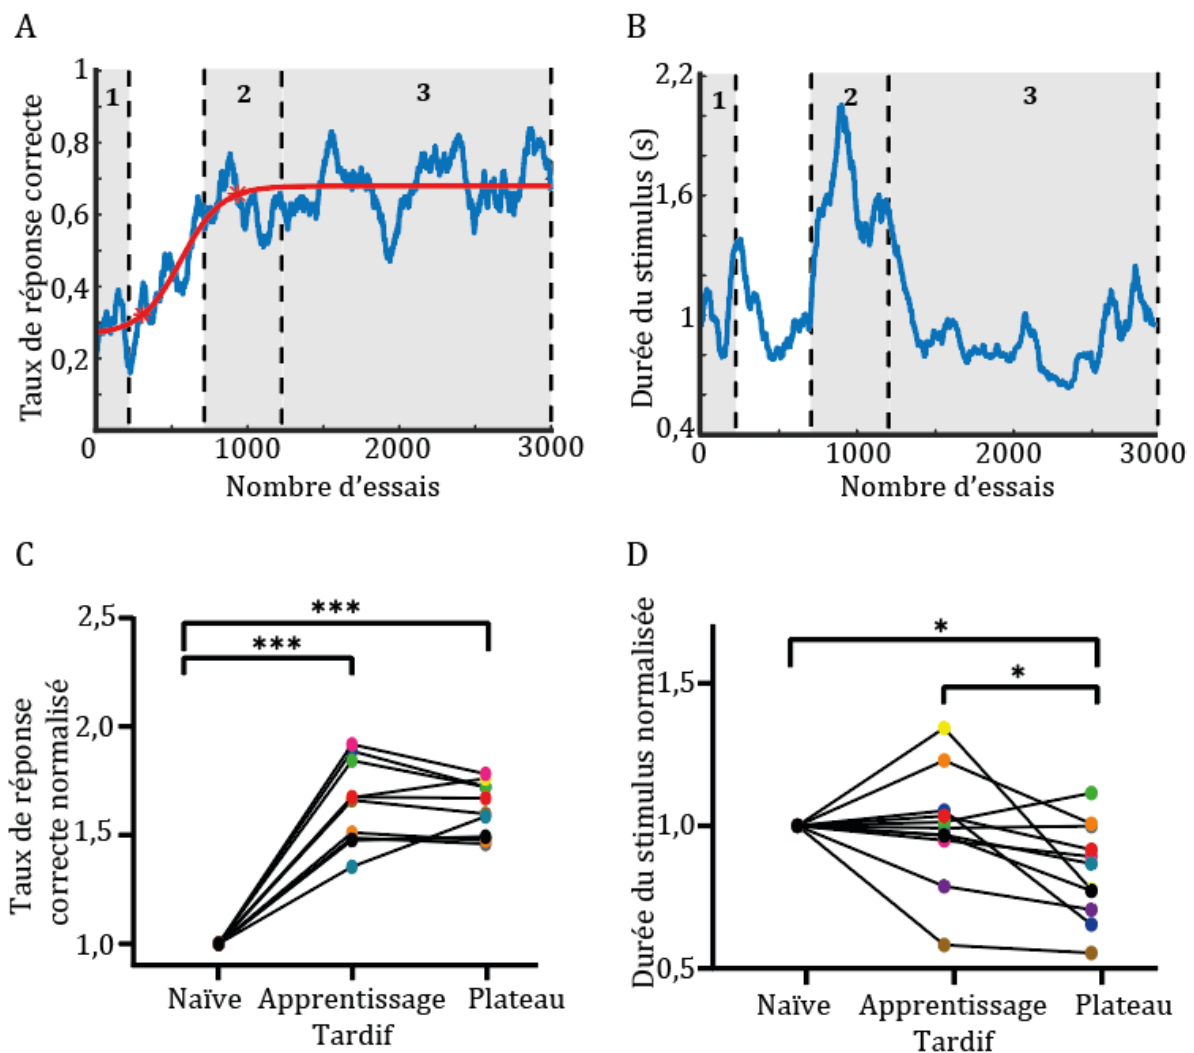 A
Taux de réponse correcte
1
0,8
0,6
0,4
0,2
1
2
3
0
1000
2000
3000
Nombre d'essais
B
Durée du stimulus (s)
2,2
1,6
1
0,4
1
2
3
0
1000
2000
3000
Nombre d'essais
C
Taux de réponse
correcte normalisé
2,5
2,0
1,5
1,0
***
***
Naïve
Apprentissage
Tardif
Plateau
D
Durée du stimulus normalisée
1,5
1,0
0,5
*
*
Naïve
Apprentissage
Tardif
Plateau